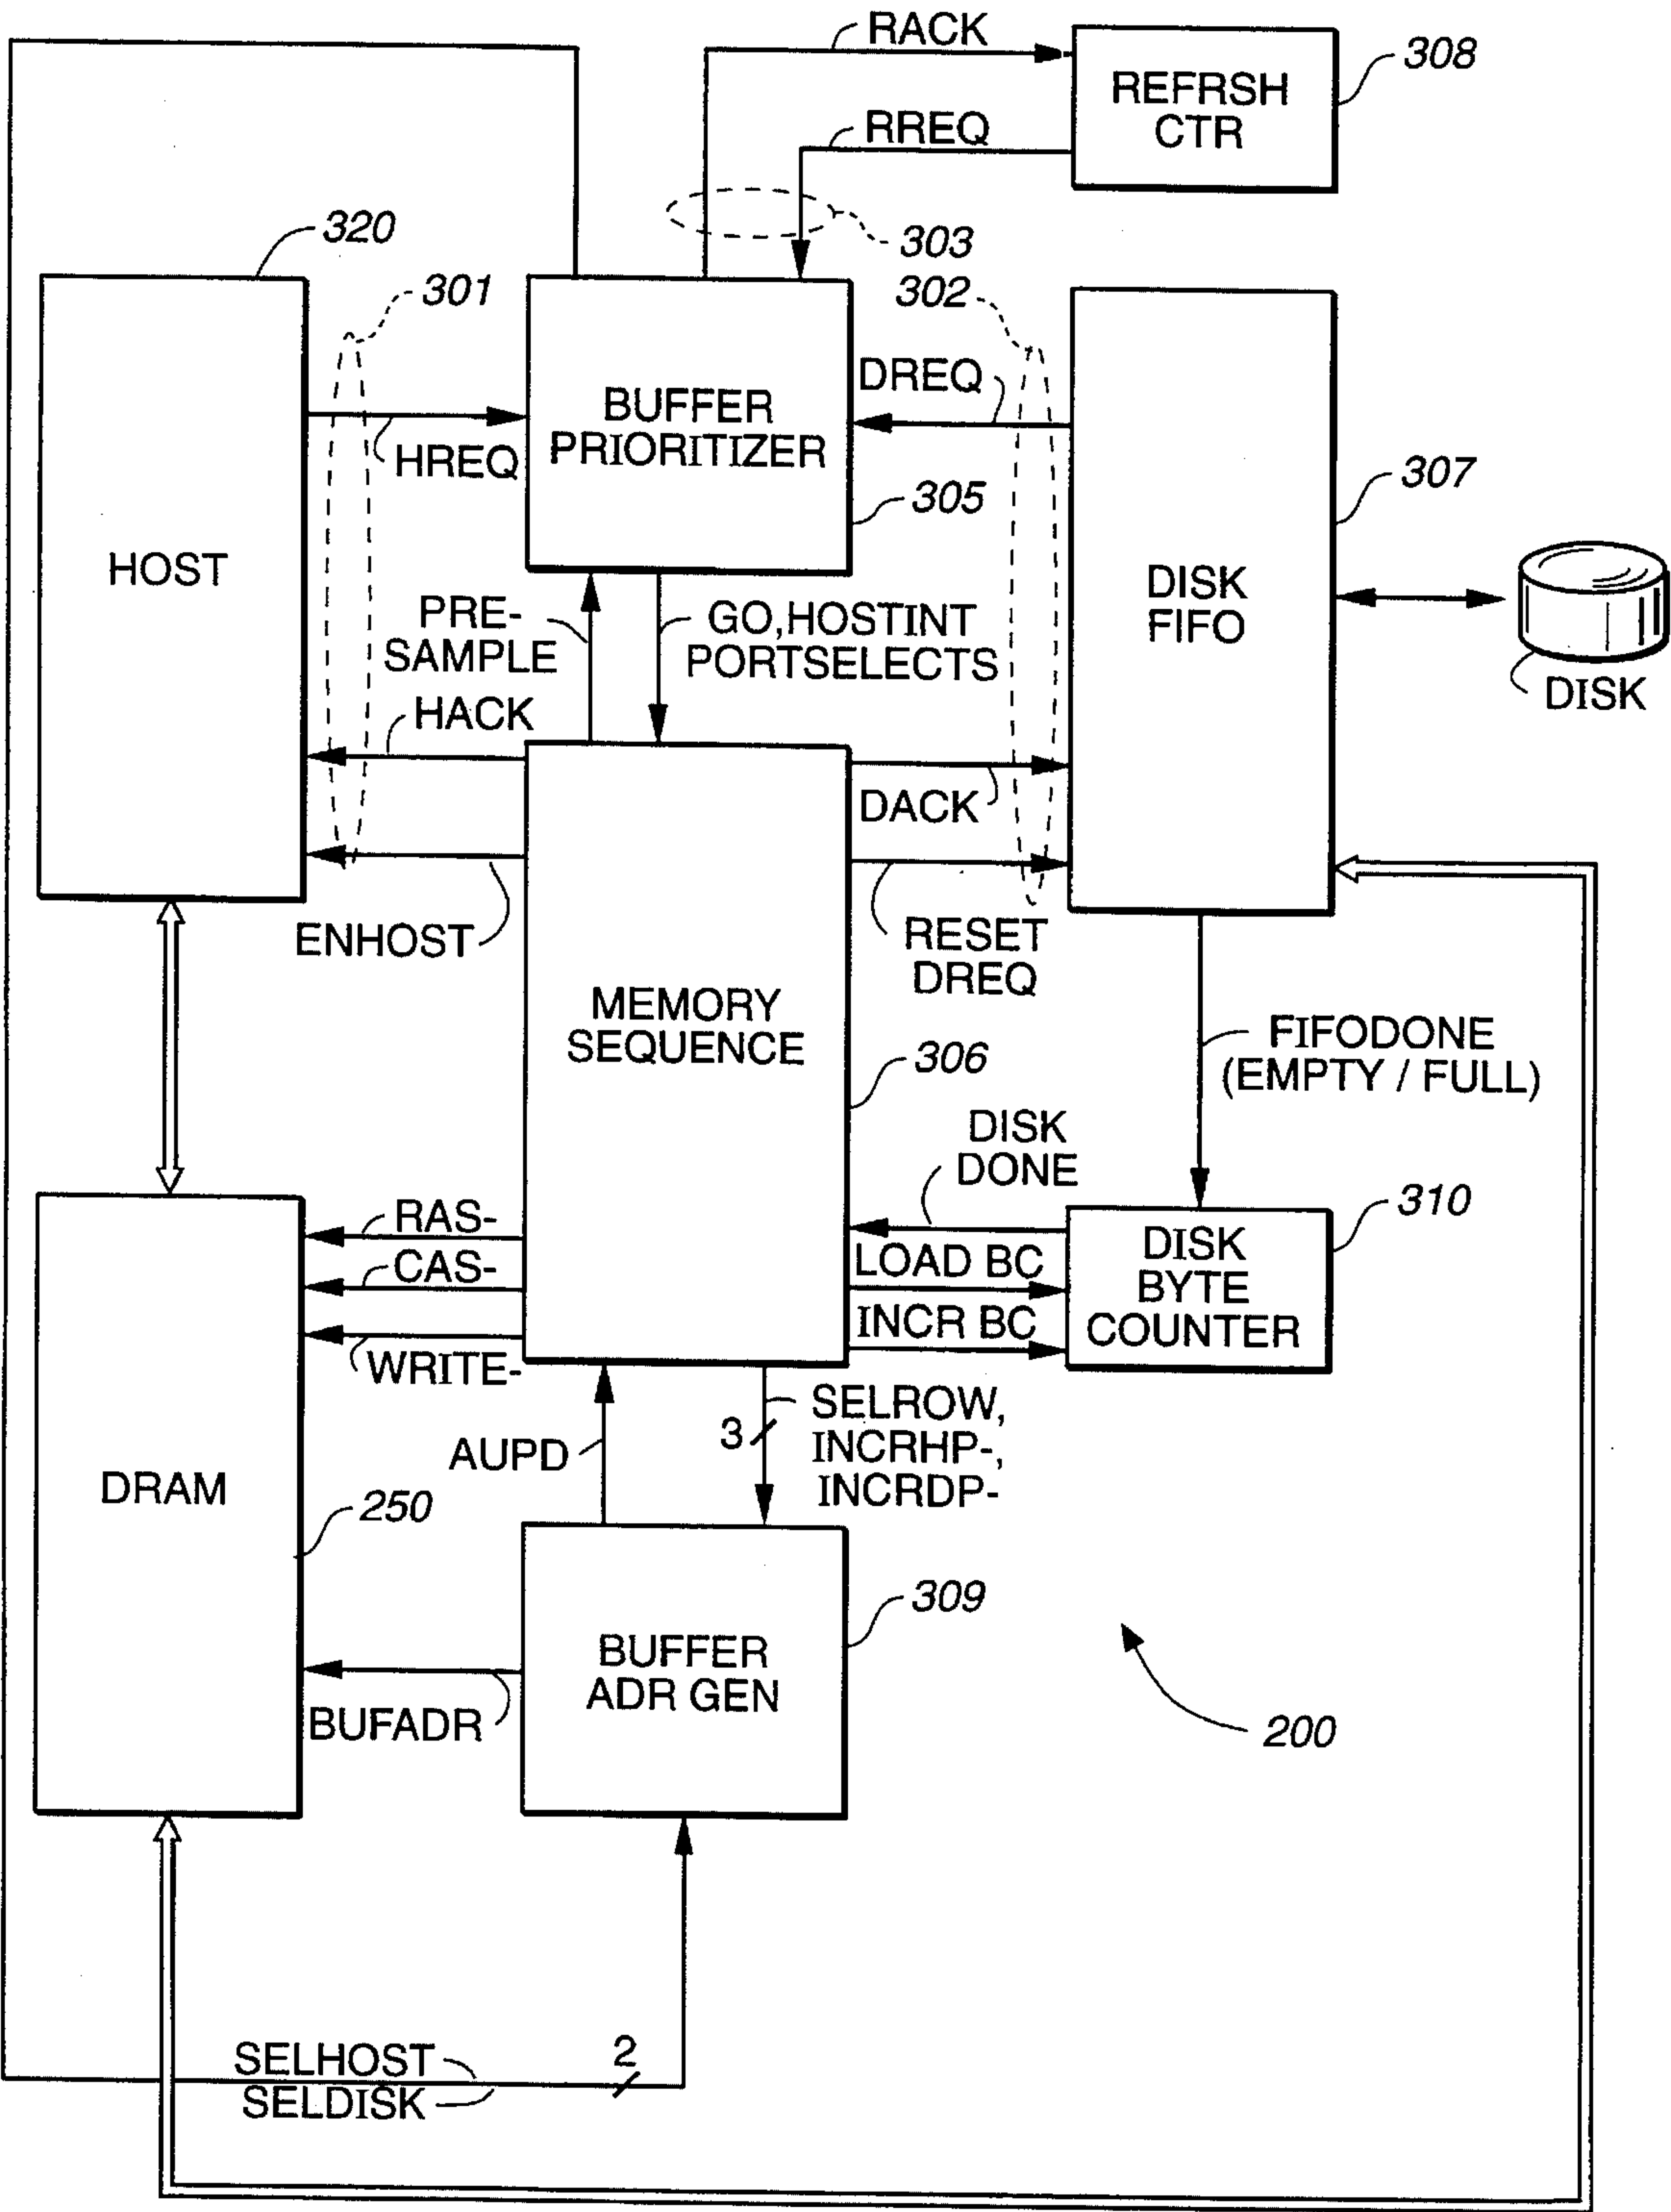 RACK
308
REFRSH
CTR
RREQ
303
320
301
302
HREQ
BUFFER
PRIORITIZER
DREQ
305
307
HOST
DISK
FIFO
DISK
PRE-
SAMPLE
GO,HOSTINT
PORTSELECTS
HACK
DACK
ENHOST
RESET
DREQ
MEMORY
SEQUENCE
306
FIFODONE
(EMPTY / FULL)
DISK
DONE
310
RAS-
CAS-
WRITE-
LOAD BC
INCR BC
DISK
BYTE
COUNTER
AUPD
3
SELROW,
INCRHP-,
INCRDP-
DRAM
250
309
BUFFER
ADR GEN
BUFADR
200
SELHOST
SELDISK
2